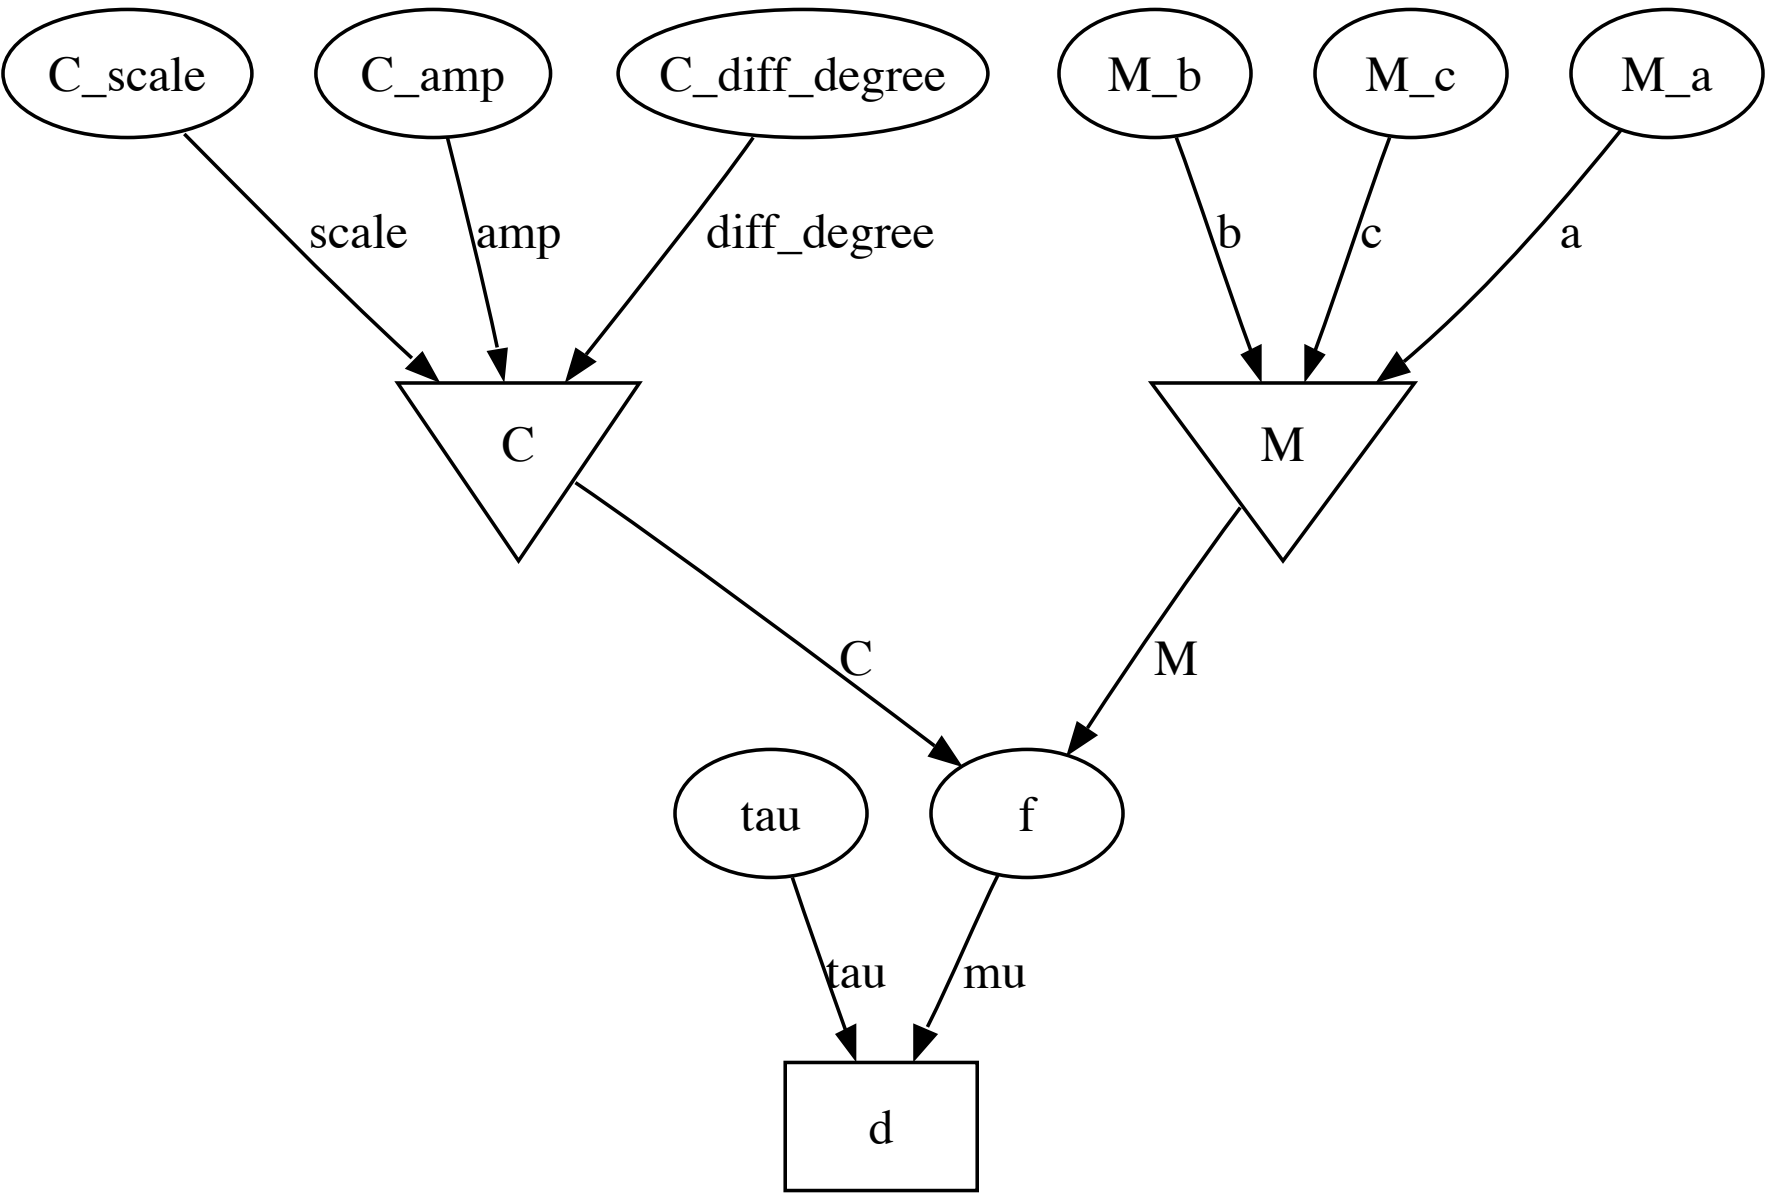 C_scale
C_amp
C_diff_degree
M_b
M_c
M_a
scale
amp
diff_degree
b
c
a
C
M
C
M
tau
f
tau
mu
d